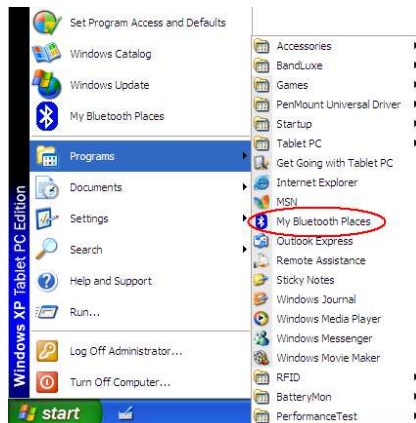 Set Program Access and Defaults
Windows Catalog
Windows Update
My Bluetooth Places
Programs
Documents
Settings
Search
Help and Support
Run...
Log Off Administrator...
Turn Off Computer...
Windows XP Tablet PC Edition
start
Accessories
BandLuxe
Games
PenMount Universal Driver
Startup
Tablet PC
Get Going with Tablet PC
Internet Explorer
MSN
My Bluetooth Places
Outlook Express
Remote Assistance
Sticky Notes
Windows Journal
Windows Media Player
Windows Messenger
Windows Movie Maker
RFID
BatteryMon
PerformanceTest